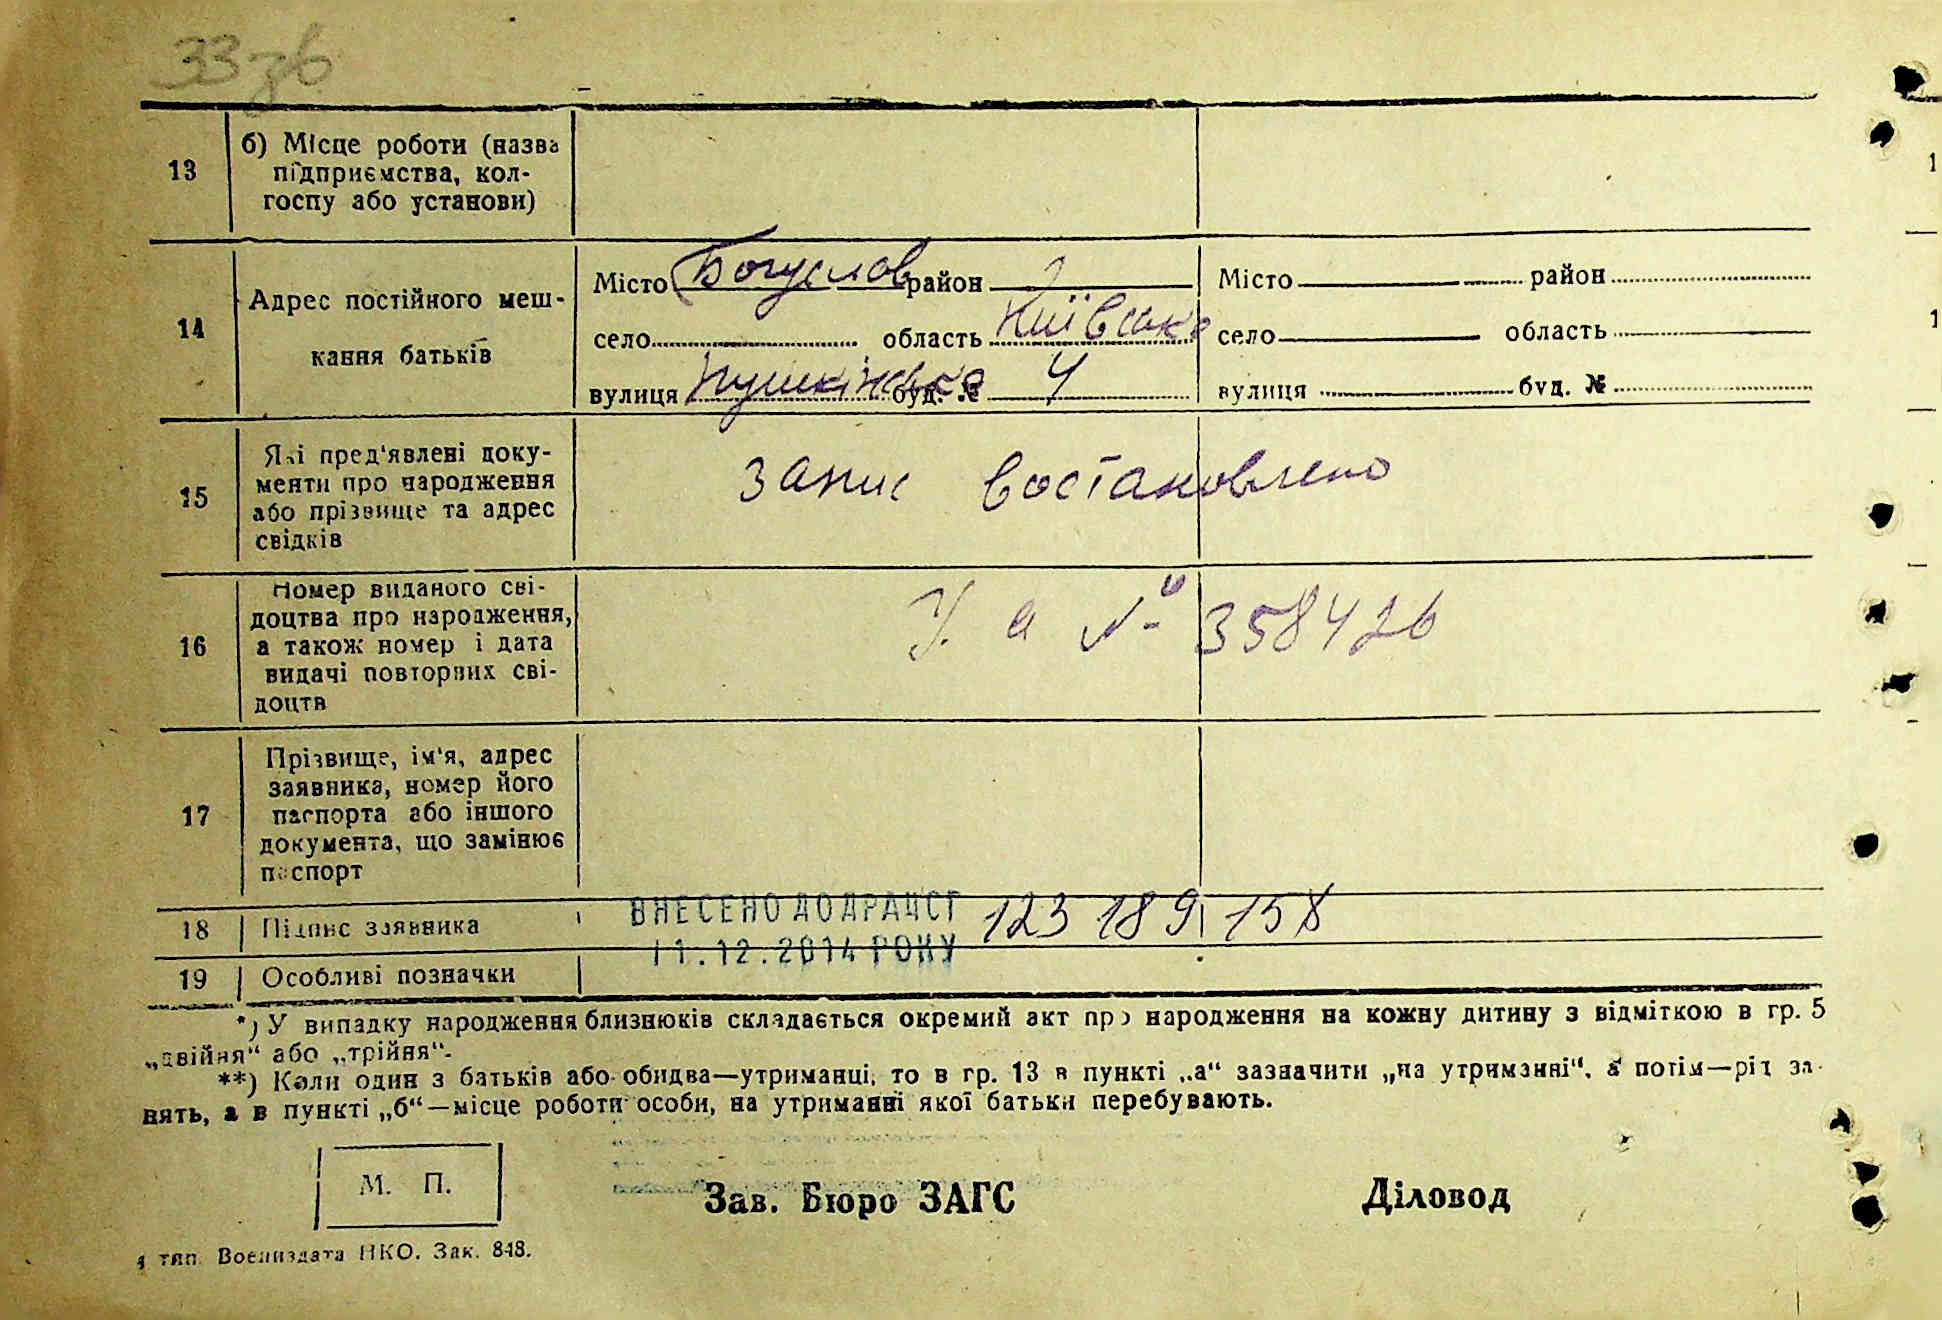 33 зв
13
б) Місце роботи (назва
підприємства, кол-
госпу або установи)
14
Адрес постійного меш-
кання батьків
Місто Богуслов район
село область Київська
вулиця Пушкінська буд. № 4
Місто район
село область
вулиця буд. №
15
Які пред'явлені доку-
менти про народження
або прізвище та адрес
свідків
Запис востановлено
16
Номер виданого сві-
доцтва про народження,
а також номер і дата
видачі повторних сві-
доцтв
а № 358426
17
Прізвище, ім'я, адрес
заявника, номер його
паспорта або іншого
документа, що замінює
паспорт
18
Підпис заявника
ВНЕСЕНО ДО ДРАЦСГ 123 189 158
11.12.2014 РОКУ
19
Особливі позначки
*) У випадку народження близнюків складається окремий акт про народження на кожну дитину з відміткою в гр. 5
„двійня“ або „трійня“.
**) Коли один з батьків або обидва—утриманці, то в гр. 13 в пункті „а“ зазначити „на утриманні“, а потім—рід за-
нять, а в пункті „б“—місце роботи особи, на утриманні якої батьки перебувають.
М. П.
Зав. Бюро ЗАГС
Діловод
тип. Воениздата НКО. Зак. 848.